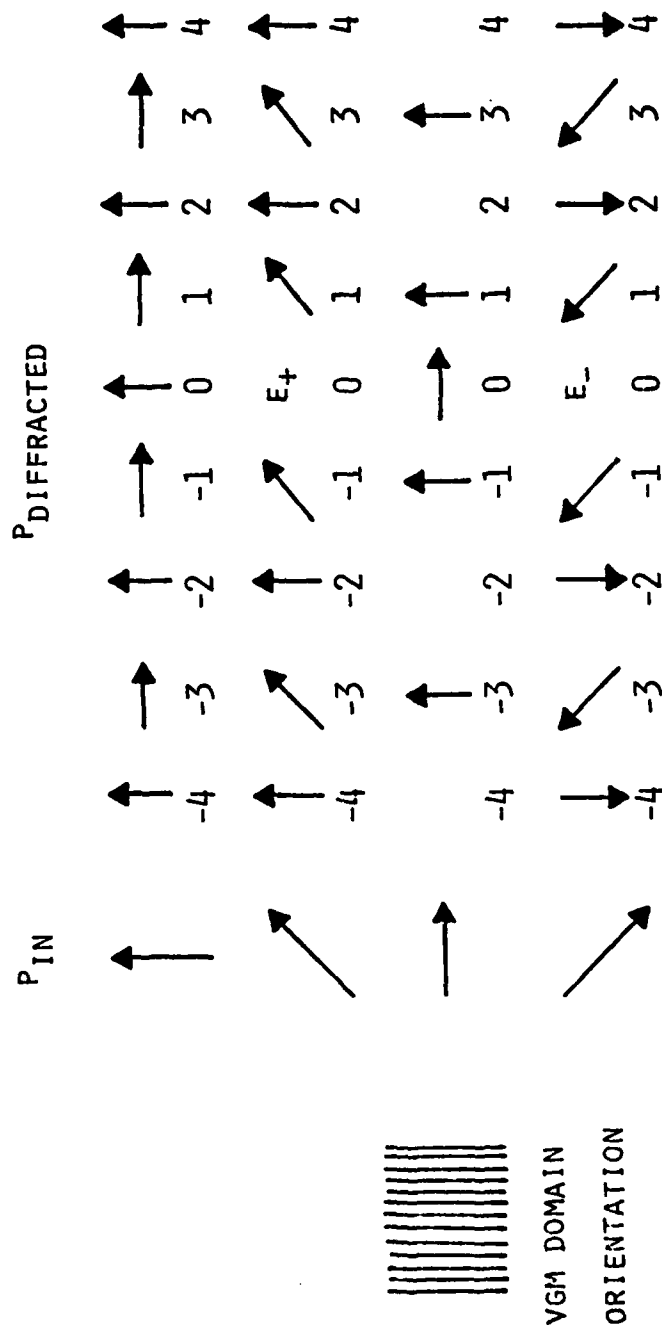 P_IN P_DIFFRACTED
-4 -3 -2 -1 0 1 2 3 4
E+
-4 -3 -2 -1 0 1 2 3 4
-4 -3 -2 -1 0 1 2 3 4
E-
-4 -3 -2 -1 0 1 2 3 4
VGM DOMAIN
ORIENTATION